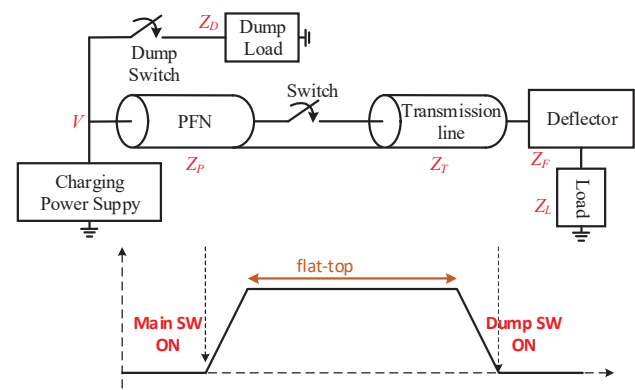 Z_D
Dump
Load
Dump
Switch
Switch
V
PFN
Transmission
line
Deflector
Z_P
Z_T
Z_F
Charging
Power Supply
Z_L
Load
flat-top
Main SW
ON
Dump SW
ON